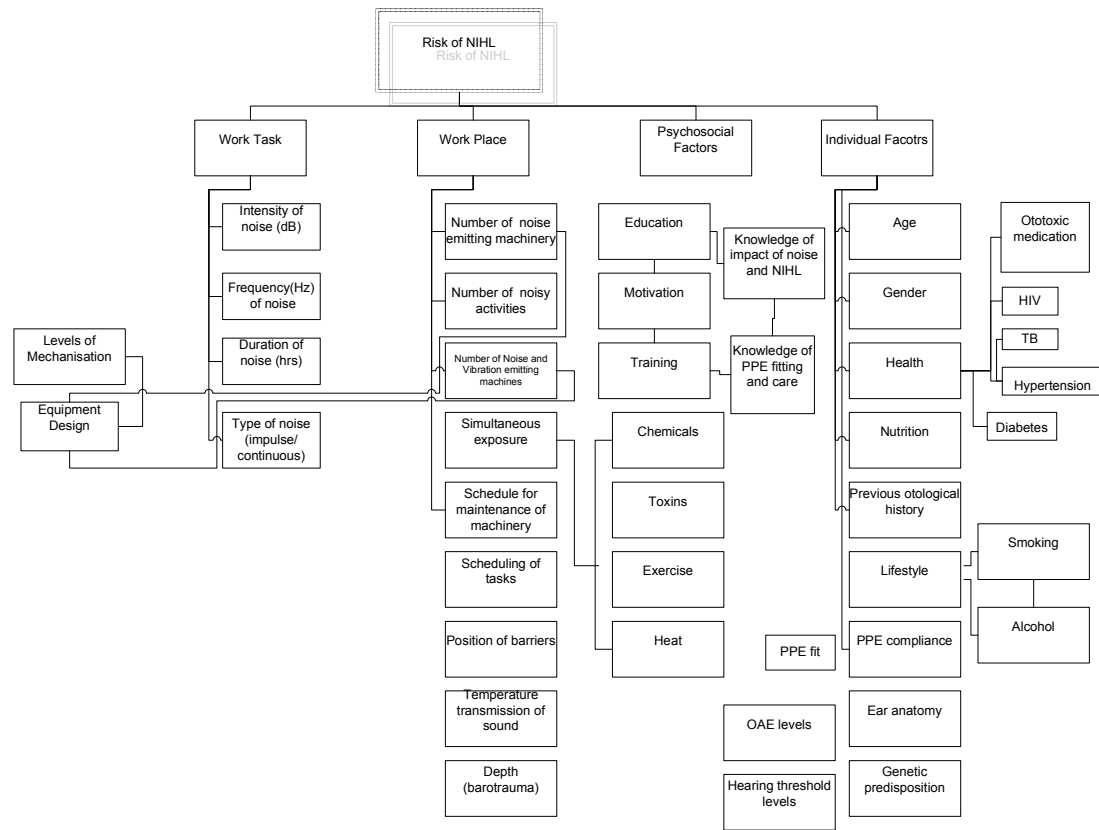 Risk of NIHL
Risk of NIHL
Work Task
Work Place
Psychosocial
Factors
Individual Facotrs
Intensity of
noise (dB)
Frequency(Hz)
of noise
Duration of
noise (hrs)
Type of noise
(impulse/
continuous)
Levels of
Mechanisation
Equipment
Design
Number of noise
emitting machinery
Number of noisy
activities
Number of Noise and
Vibration emitting
machines
Simultaneous
exposure
Schedule for
maintenance of
machinery
Scheduling of
tasks
Position of barriers
Temperature
transmission of
sound
Depth
(barotrauma)
Education
Motivation
Training
Knowledge of
impact of noise
and NIHL
Knowledge of
PPE fitting
and care
Chemicals
Toxins
Exercise
Heat
Age
Gender
Health
Nutrition
Previous otological
history
Lifestyle
PPE compliance
Ear anatomy
Genetic
predisposition
PPE fit
OAE levels
Hearing threshold
levels
Ototoxic
medication
HIV
TB
Hypertension
Diabetes
Smoking
Alcohol